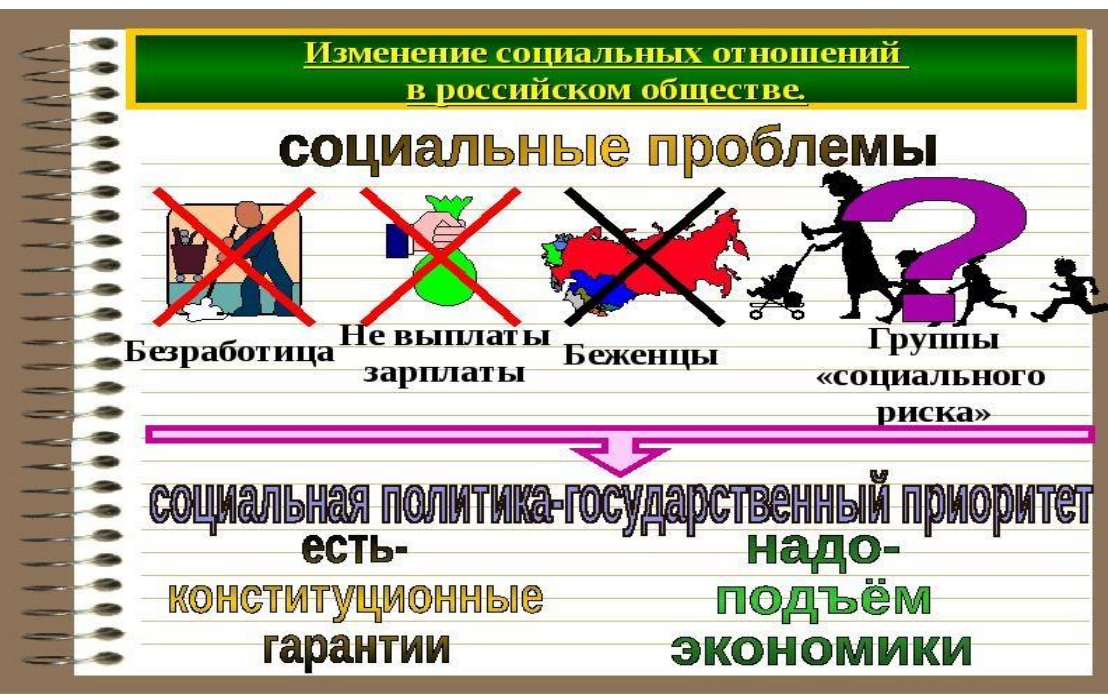 Изменение социальных отношений
в российском обществе.
социальные проблемы
Безработица
Не выплаты
зарплаты
Беженцы
Группы
«социального
риска»
социальная политика-государственный приоритет
есть-
конституционные
гарантии
надо-
подъём
экономики